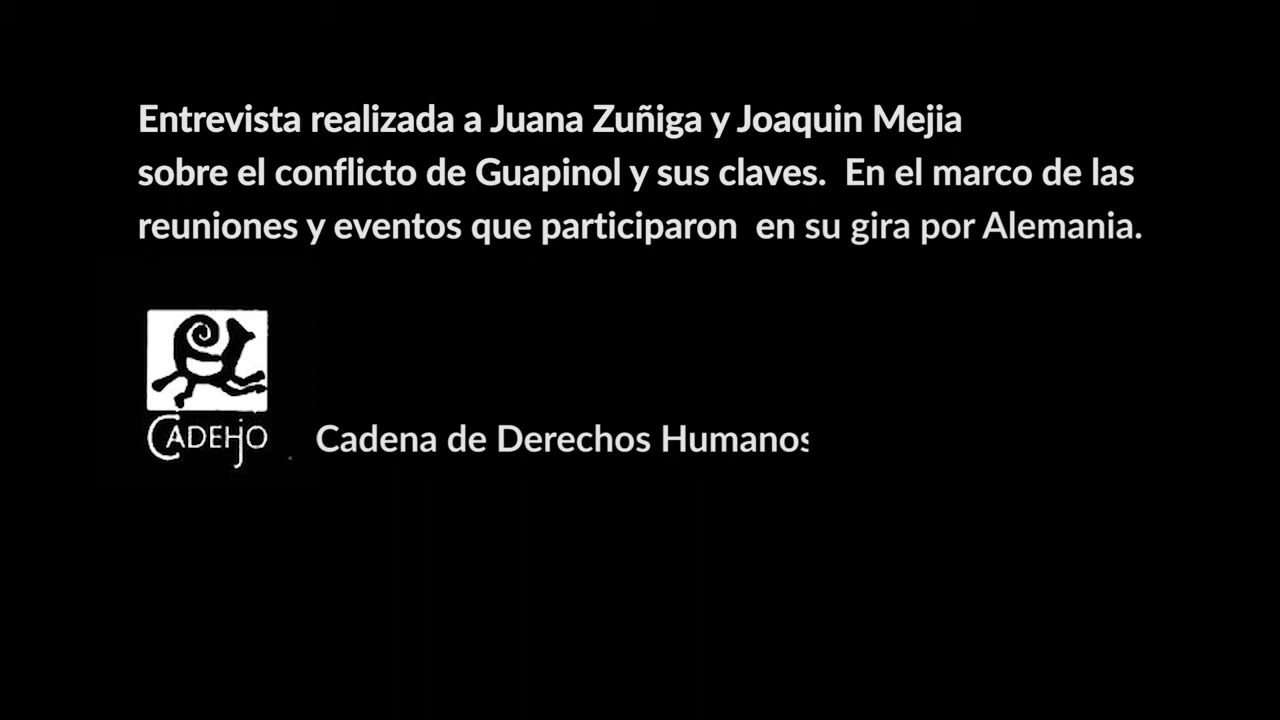 Entrevista realizada a Juana Zuñiga y Joaquin Mejia
sobre el conflicto de Guapinol y sus claves. En el marco de las
reuniones y eventos que participaron en su gira por Alemania.
CADEHO
Cadena de Derechos Humanos